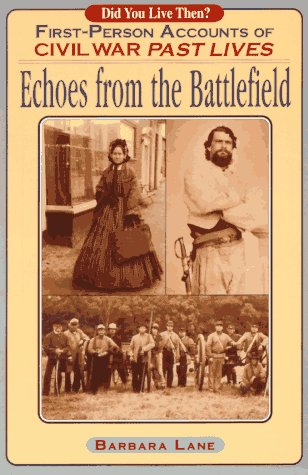 Did You Live Then?
First-Person Accounts of
Civil War Past Lives
Echoes from the Battlefield
Barbara Lane